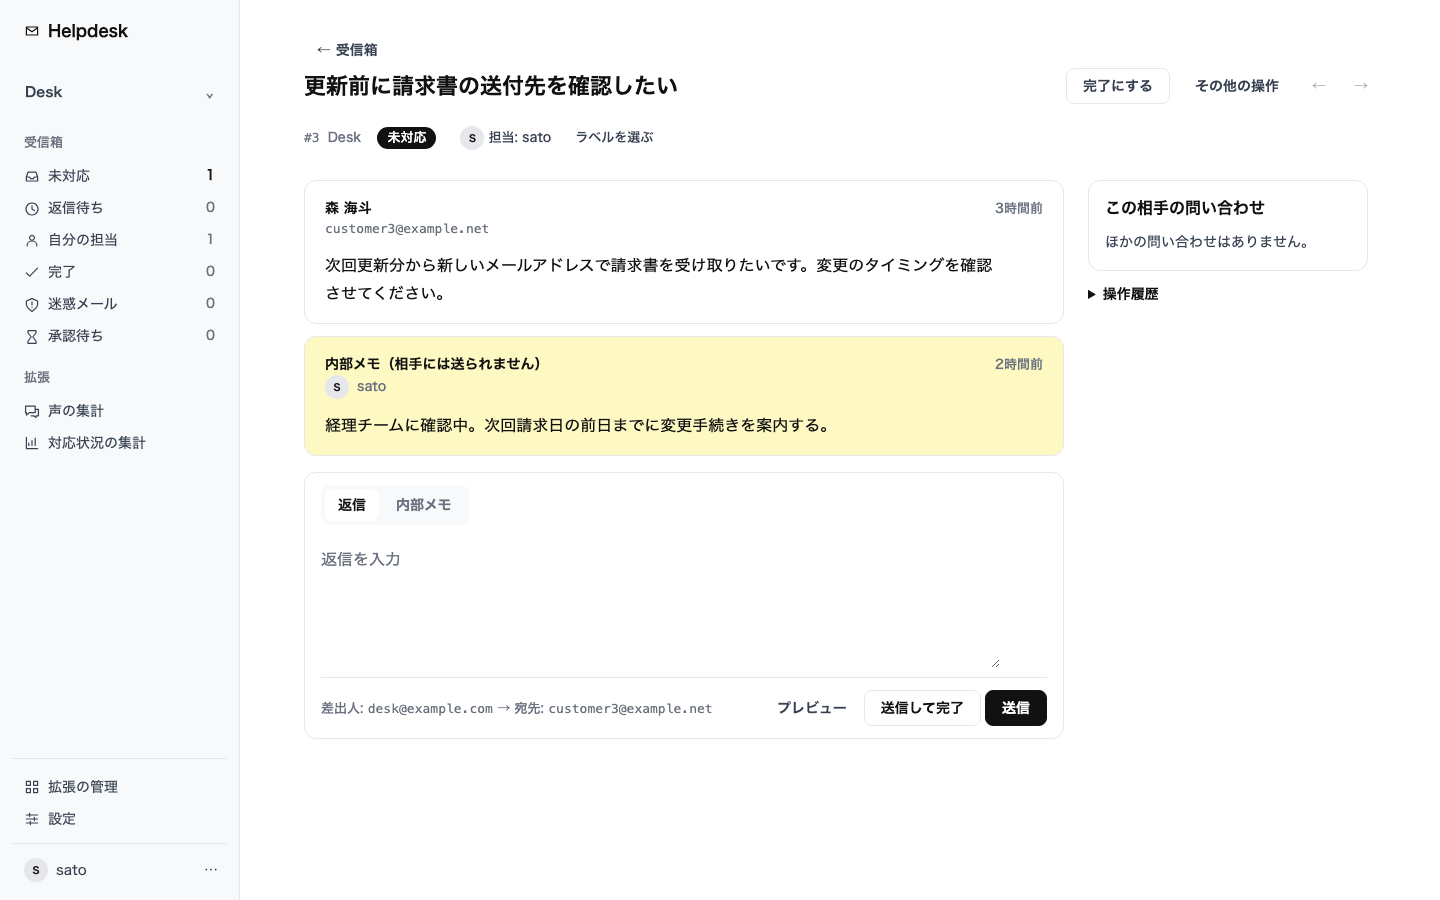 Helpdesk
Desk
受信箱
未対応 1
返信待ち 0
自分の担当 1
完了 0
迷惑メール 0
承認待ち 0
拡張
声の集計
対応状況の集計
拡張の管理
設定
S sato ···
← 受信箱
更新前に請求書の送付先を確認したい
完了にする その他の操作 ← →
#3 Desk 未対応 S 担当: sato ラベルを選ぶ
森 海斗 3時間前
customer3@example.net
次回更新分から新しいメールアドレスで請求書を受け取りたいです。変更のタイミングを確認
させてください。
内部メモ（相手には送られません） 2時間前
S sato
経理チームに確認中。次回請求日の前日までに変更手続きを案内する。
返信 内部メモ
返信を入力
差出人: desk@example.com → 宛先: customer3@example.net プレビュー 送信して完了 送信
この相手の問い合わせ
ほかの問い合わせはありません。
▶ 操作履歴